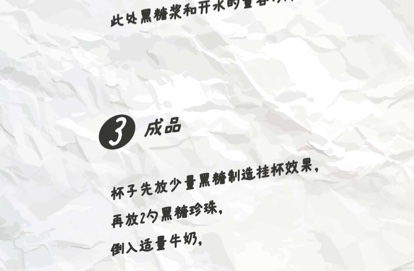 此处黑糖浆和开水的
3 成品
杯子先放少量黑糖制造挂杯效果，
再放2勺黑糖珍珠，
倒入适量牛奶，